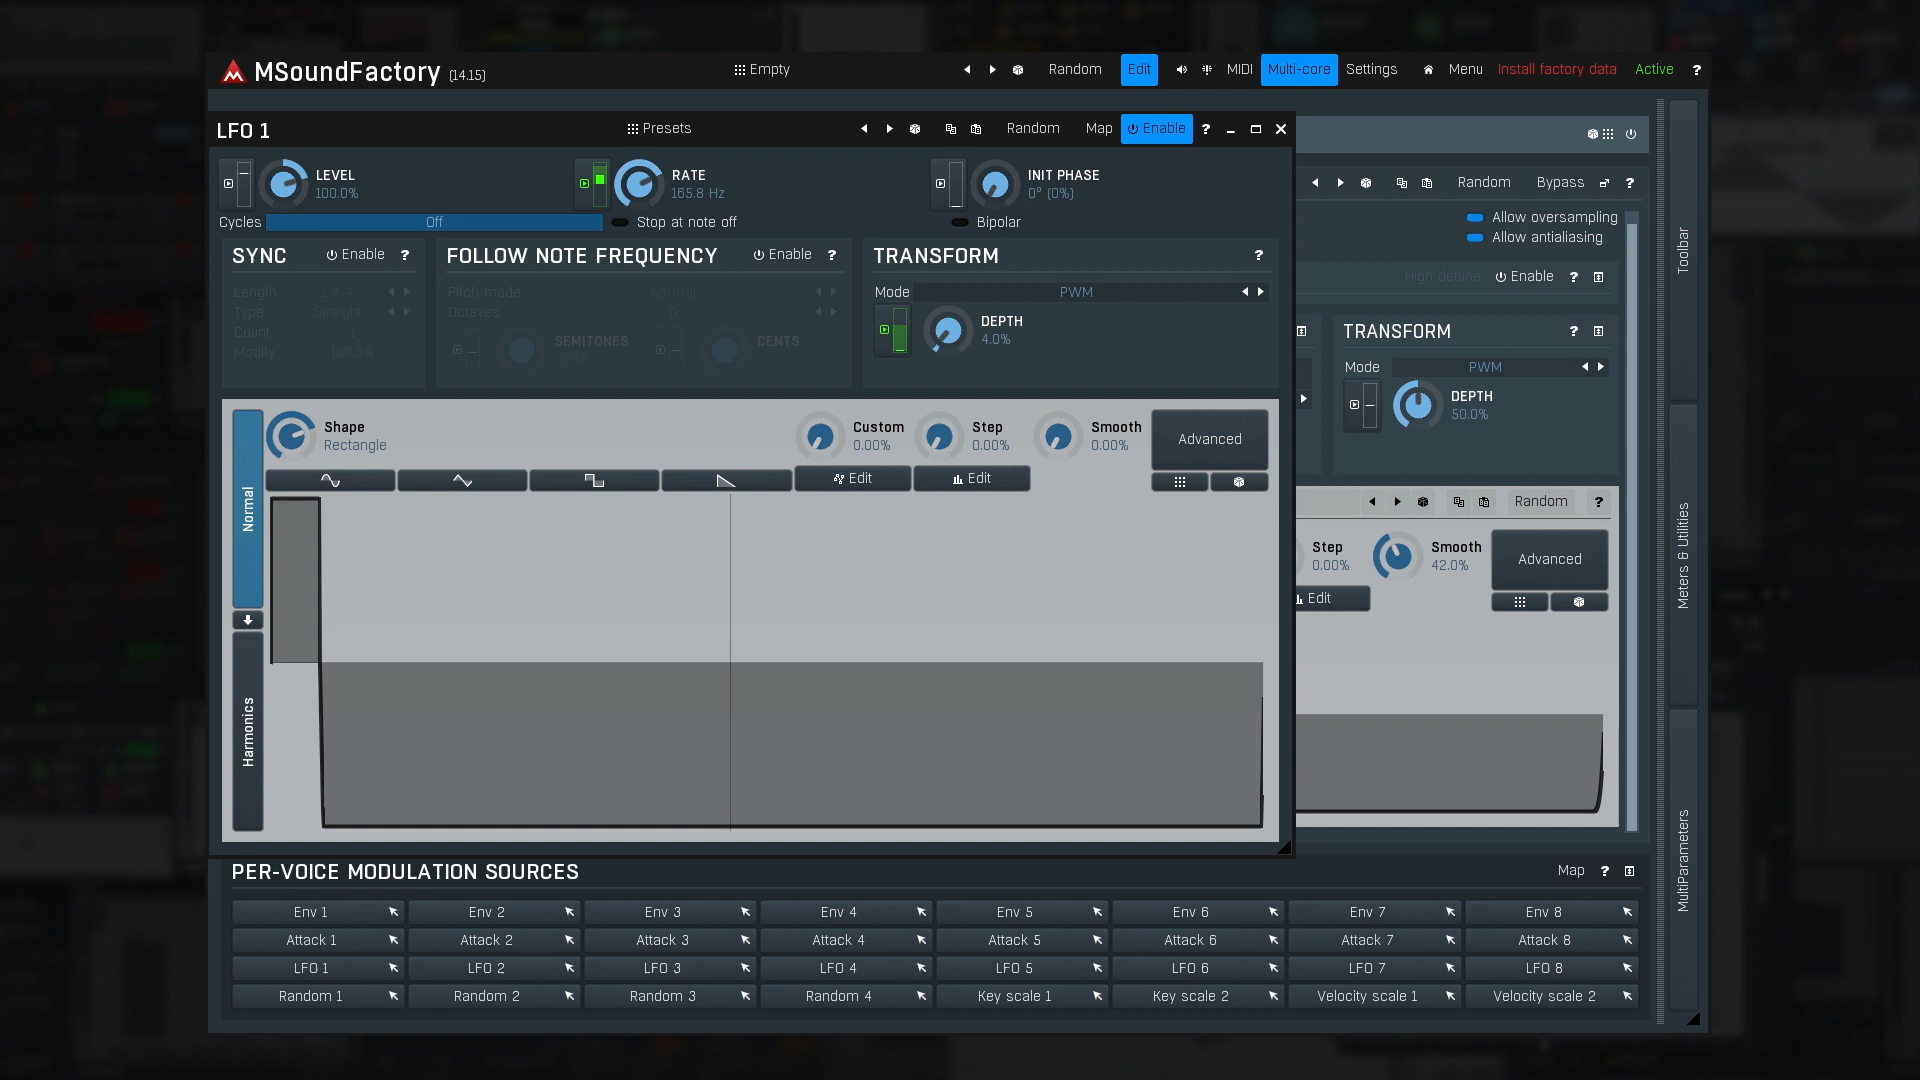 MSoundFactory (14.15)
Empty
Random Edit MIDI Multi-core Settings Menu Install factory data Active ?
LFO 1
Presets
Random Map Enable ?
LEVEL
100.0%
RATE
165.8 Hz
INIT PHASE
0° (0%)
Cycles Off Stop at note off Bipolar
SYNC Enable ?
Length 1 / 4
Type Straight
Count 1
Modify 100.0%
FOLLOW NOTE FREQUENCY Enable ?
Pitch mode Normal
Octaves 0
SEMITONES
CENTS
TRANSFORM ?
Mode PWM
DEPTH
4.0%
Shape
Rectangle
Custom
0.00%
Step
0.00%
Smooth
0.00%
Advanced
Edit
Edit
Normal
Harmonics
Random Bypass ?
Allow oversampling
Allow antialiasing
High detune Enable ?
TRANSFORM ?
Mode PWM
DEPTH
50.0%
Random ?
Step
0.00%
Smooth
42.0%
Advanced
Edit
Toolbar
Meters & Utilities
MultiParameters
PER-VOICE MODULATION SOURCES
Map ?
Env 1 Env 2 Env 3 Env 4 Env 5 Env 6 Env 7 Env 8
Attack 1 Attack 2 Attack 3 Attack 4 Attack 5 Attack 6 Attack 7 Attack 8
LFO 1 LFO 2 LFO 3 LFO 4 LFO 5 LFO 6 LFO 7 LFO 8
Random 1 Random 2 Random 3 Random 4 Key scale 1 Key scale 2 Velocity scale 1 Velocity scale 2